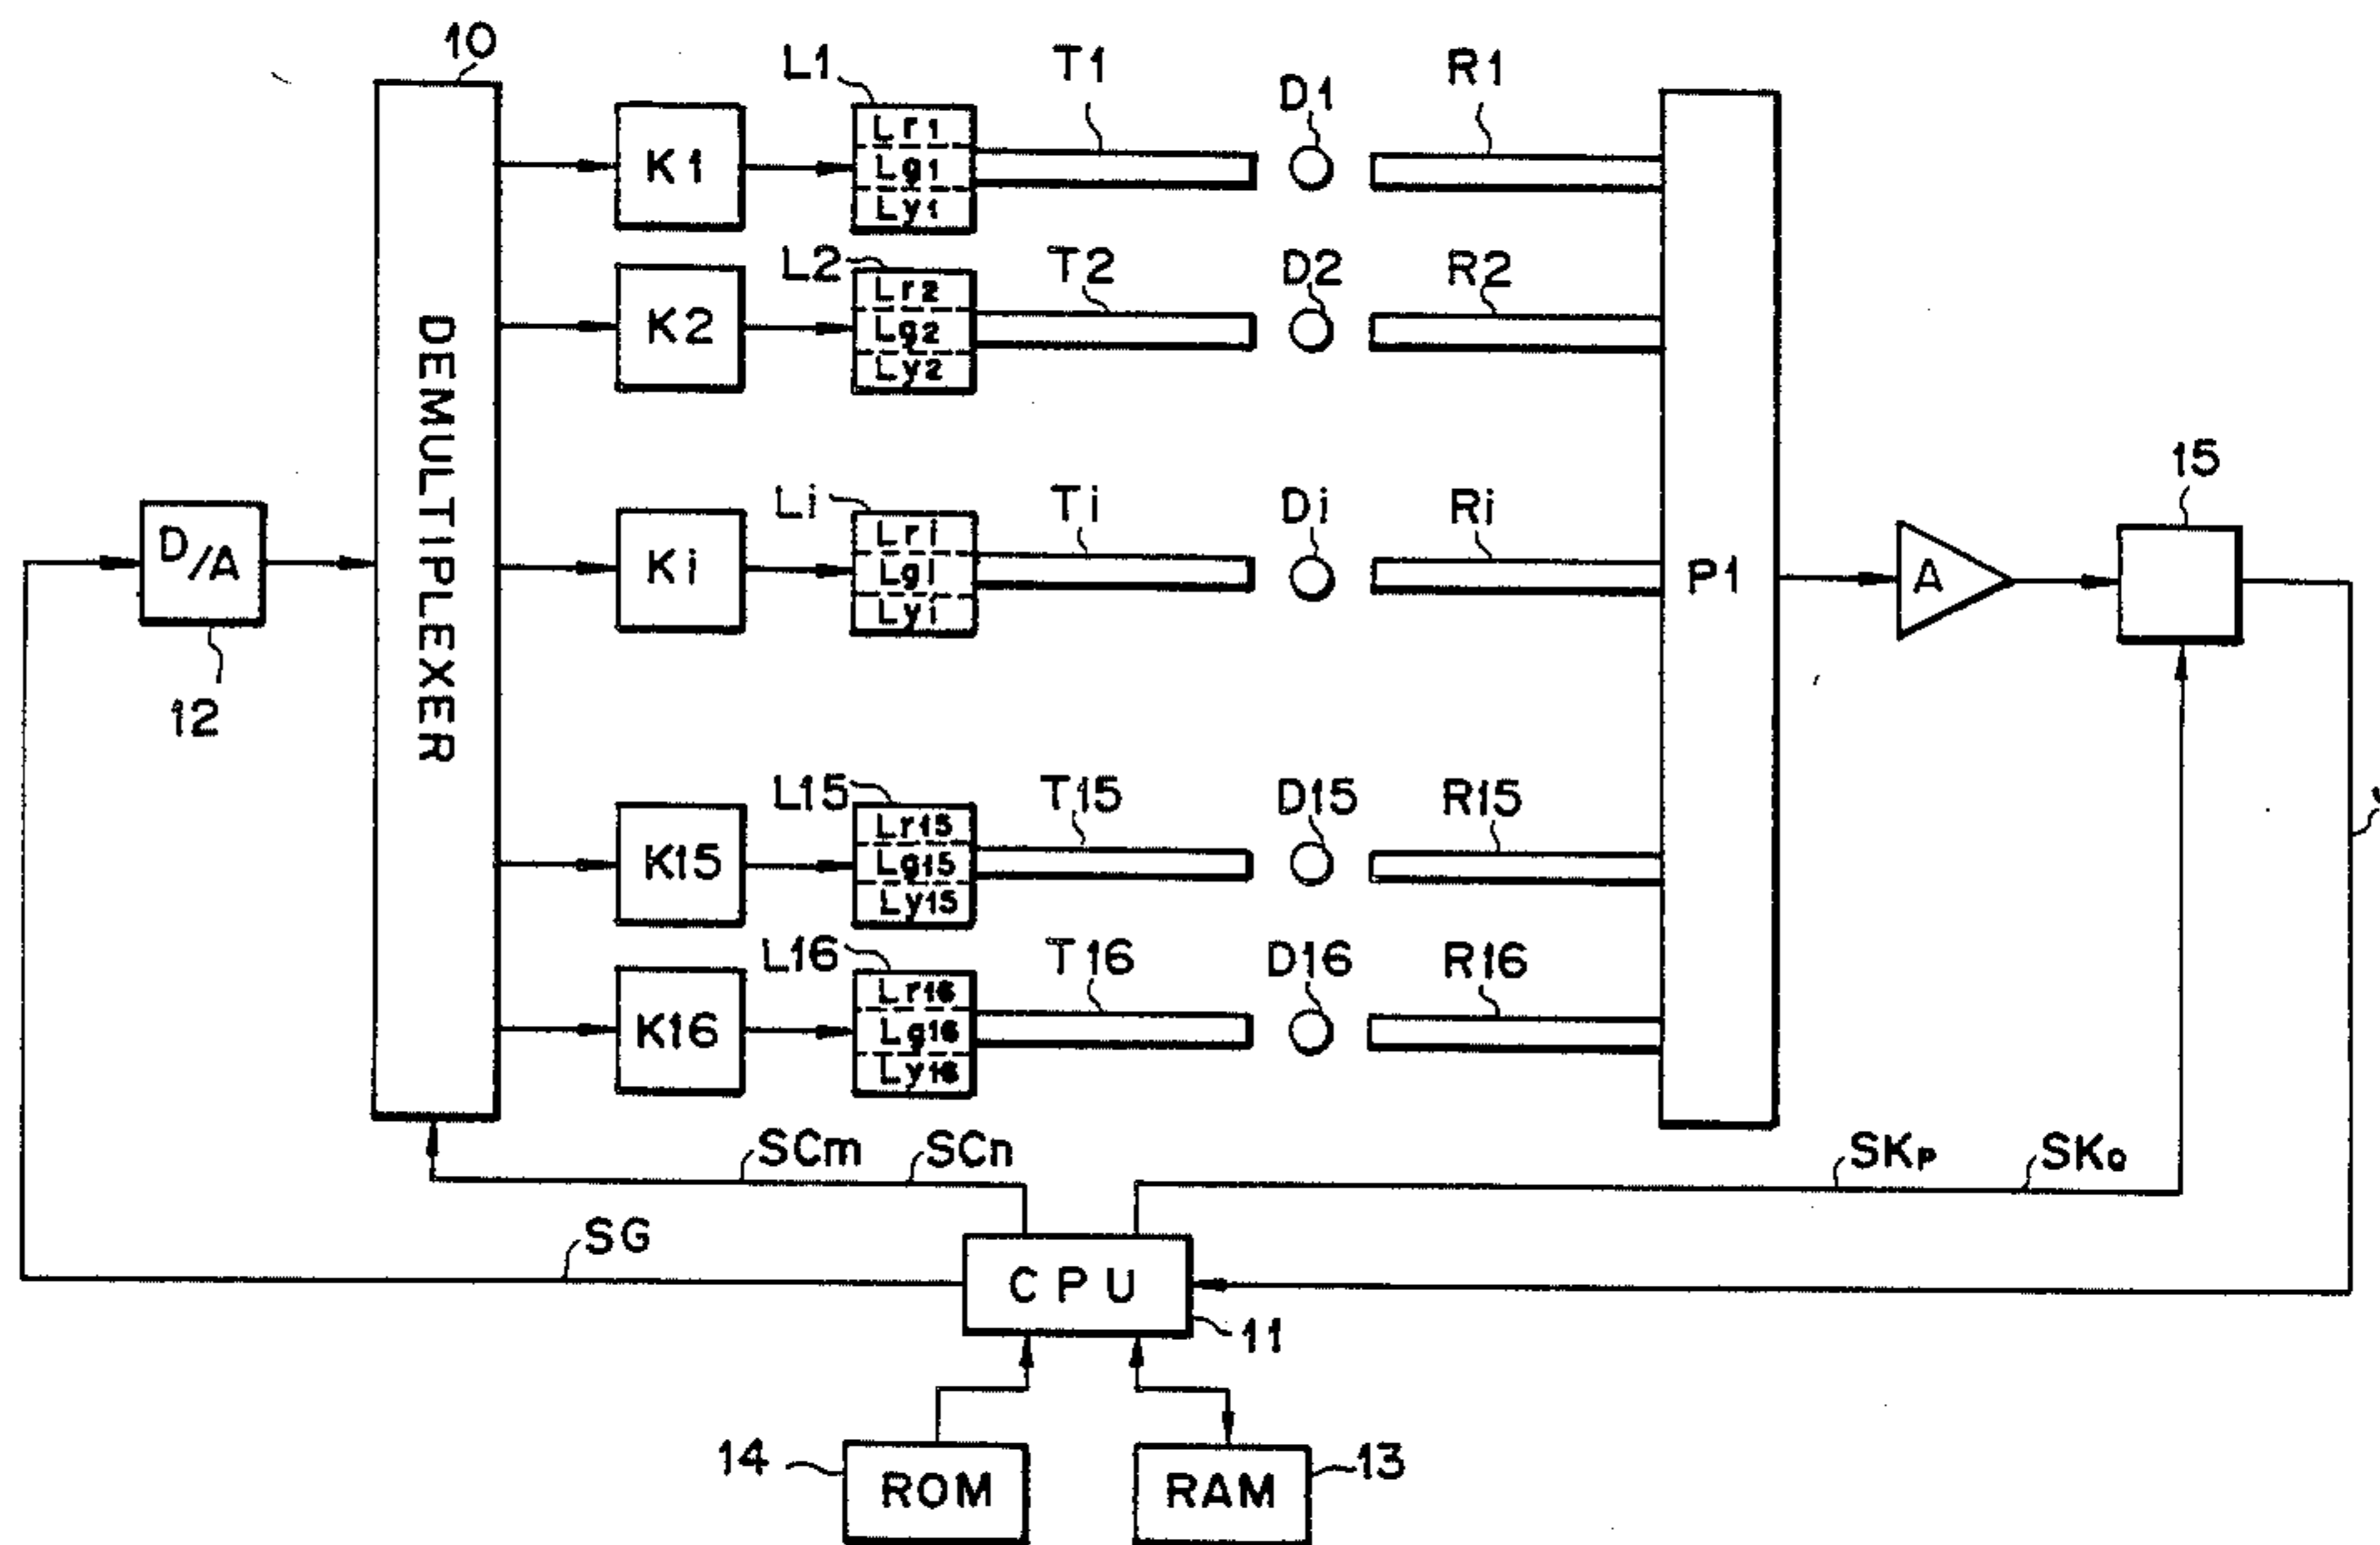 10
L1
T1
D1
R1
K1
Lr1
Lg1
Ly1
L2
T2
D2
R2
K2
Lr2
Lg2
Ly2
DEMULTIPLEXER
Li
Ti
Di
Ri
15
D/A
Ki
Lri
Lgi
Lyi
P1
A
12
L15
T15
D15
R15
K15
Lr15
Lg15
Ly15
L16
T16
D16
R16
K16
Lr16
Lg16
Ly16
SCm
SCn
SKp
SKq
SG
CPU
11
14
ROM
RAM
13